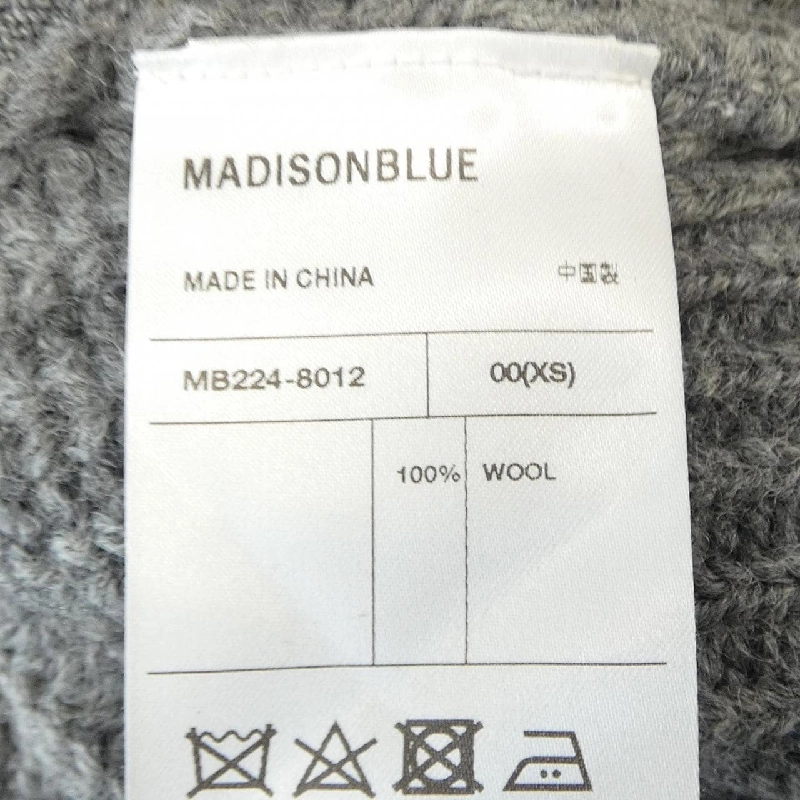 MADISONBLUE
MADE IN CHINA 中国製
MB224-8012 00(XS)
100% WOOL